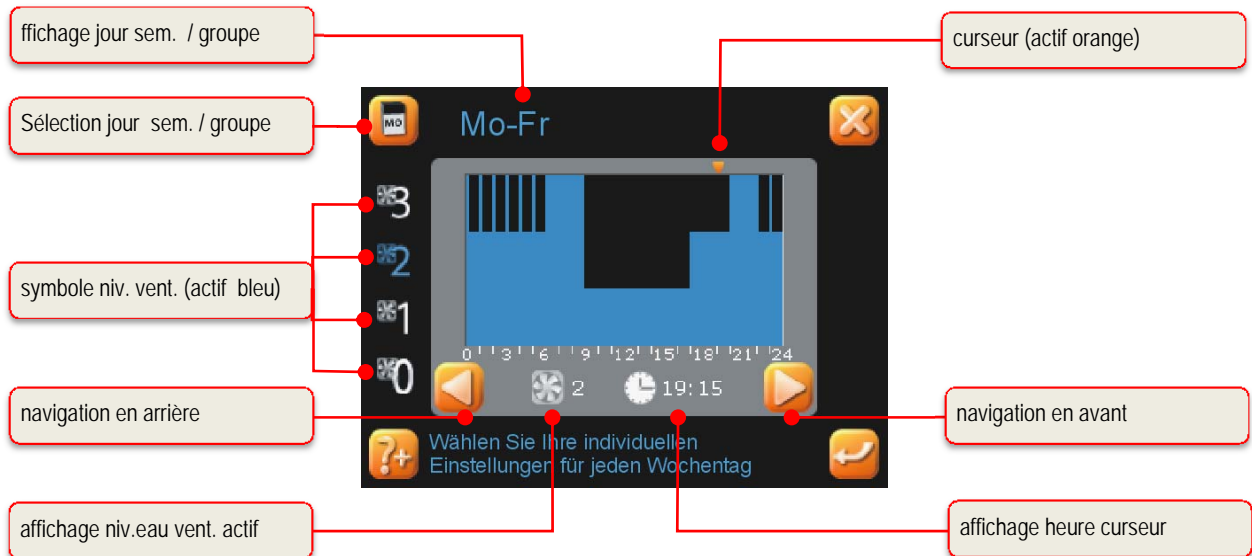 ffichage jour sem. / groupe
curseur (actif orange)
Sélection jour sem. / groupe
MO
Mo-Fr
3
2
symbole niv. vent. (actif bleu)
1
0
0 3 6 9 12 15 18 21 24
2 19:15
navigation en arrière
navigation en avant
?+
Wählen Sie Ihre individuellen
Einstellungen für jeden Wochentag
affichage niv.eau vent. actif
affichage heure curseur